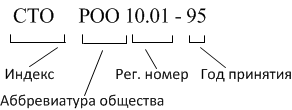 СТО РОО 10.01 - 95
Индекс Рег. номер Год принятия
Аббревиатура общества